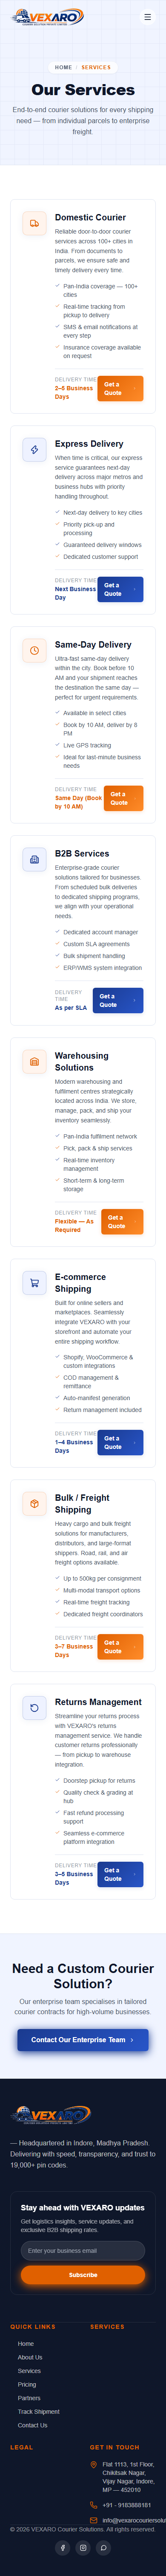 VEXARO
HOME / SERVICES
Our Services
End-to-end courier solutions for every shipping
need — from individual parcels to enterprise
freight.
Domestic Courier
Reliable door-to-door courier
services across 100+ cities in
India. From documents to
parcels, we ensure safe and
timely delivery every time.
Pan-India coverage — 100+
cities
Real-time tracking from
pickup to delivery
SMS & email notifications at
every step
Insurance coverage available
on request
DELIVERY TIME
2–5 Business
Days
Get a
Quote
Express Delivery
When time is critical, our express
service guarantees next-day
delivery across major metros and
business hubs with priority
handling throughout.
Next-day delivery to key cities
Priority pick-up and
processing
Guaranteed delivery windows
Dedicated customer support
DELIVERY TIME
Next Business
Day
Get a
Quote
Same-Day Delivery
Ultra-fast same-day delivery
within the city. Book before 10
AM and your shipment reaches
the destination the same day —
perfect for urgent requirements.
Available in select cities
Book by 10 AM, deliver by 8
PM
Live GPS tracking
Ideal for last-minute business
needs
DELIVERY TIME
Same Day (Book
by 10 AM)
Get a
Quote
B2B Services
Enterprise-grade courier
solutions tailored for businesses.
From scheduled bulk deliveries
to dedicated shipping programs,
we align with your operational
needs.
Dedicated account manager
Custom SLA agreements
Bulk shipment handling
ERP/WMS system integration
DELIVERY
TIME
As per SLA
Get a
Quote
Warehousing
Solutions
Modern warehousing and
fulfilment centres strategically
located across India. We store,
manage, pack, and ship your
inventory seamlessly.
Pan-India fulfilment network
Pick, pack & ship services
Real-time inventory
management
Short-term & long-term
storage
DELIVERY TIME
Flexible — As
Required
Get a
Quote
E-commerce
Shipping
Built for online sellers and
marketplaces. Seamlessly
integrate VEXARO with your
storefront and automate your
entire shipping workflow.
Shopify, WooCommerce &
custom integrations
COD management &
remittance
Auto-manifest generation
Return management included
DELIVERY TIME
1–4 Business
Days
Get a
Quote
Bulk / Freight
Shipping
Heavy cargo and bulk freight
solutions for manufacturers,
distributors, and large-format
shippers. Road, rail, and air
freight options available.
Up to 500kg per consignment
Multi-modal transport options
Real-time freight tracking
Dedicated freight coordinators
DELIVERY TIME
3–7 Business
Days
Get a
Quote
Returns Management
Streamline your returns process
with VEXARO's returns
management service. We handle
customer returns professionally
— from pickup to warehouse
integration.
Doorstep pickup for returns
Quality check & grading at
hub
Fast refund processing
support
Seamless e-commerce
platform integration
DELIVERY TIME
3–5 Business
Days
Get a
Quote
Need a Custom Courier
Solution?
Our enterprise team specialises in tailored
courier contracts for high-volume businesses.
Contact Our Enterprise Team
VEXARO
— Headquartered in Indore, Madhya Pradesh.
Delivering with speed, transparency, and trust to
19,000+ pin codes.
Stay ahead with VEXARO updates
Get logistics insights, service updates, and
exclusive B2B shipping rates.
Enter your business email
Subscribe
QUICK LINKS
Home
About Us
Services
Pricing
Partners
Track Shipment
Contact Us
SERVICES
LEGAL
GET IN TOUCH
Flat 1113, 1st Floor,
Chikitsak Nagar,
Vijay Nagar, Indore,
MP — 452010
+91 - 9183888181
info@vexarocouriersolut
© 2026 VEXARO Courier Solutions. All rights reserved.